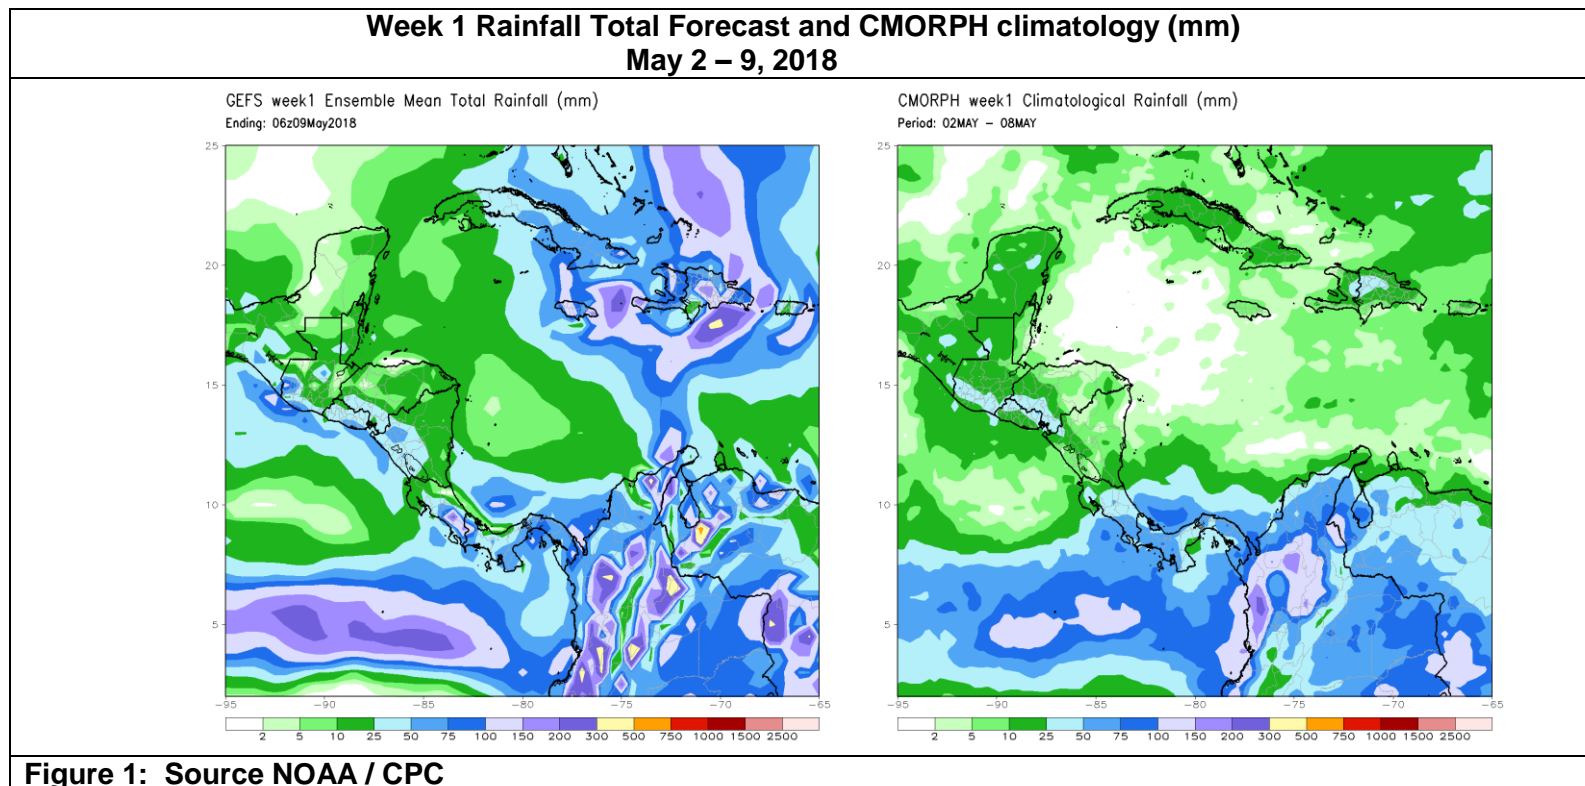 Week 1 Rainfall Total Forecast and CMORPH climatology (mm)
May 2 – 9, 2018
GEFS week1 Ensemble Mean Total Rainfall (mm)
Ending: 06z09May2018
CMORPH week1 Climatological Rainfall (mm)
Period: 02MAY – 08MAY
25
20
15
10
5
-95 -90 -85 -80 -75 -70 -65
2 5 10 25 50 75 100 150 200 300 500 750 1000 1500 2500
25
20
15
10
5
-95 -90 -85 -80 -75 -70 -65
2 5 10 25 50 75 100 150 200 300 500 750 1000 1500 2500
Figure 1: Source NOAA / CPC